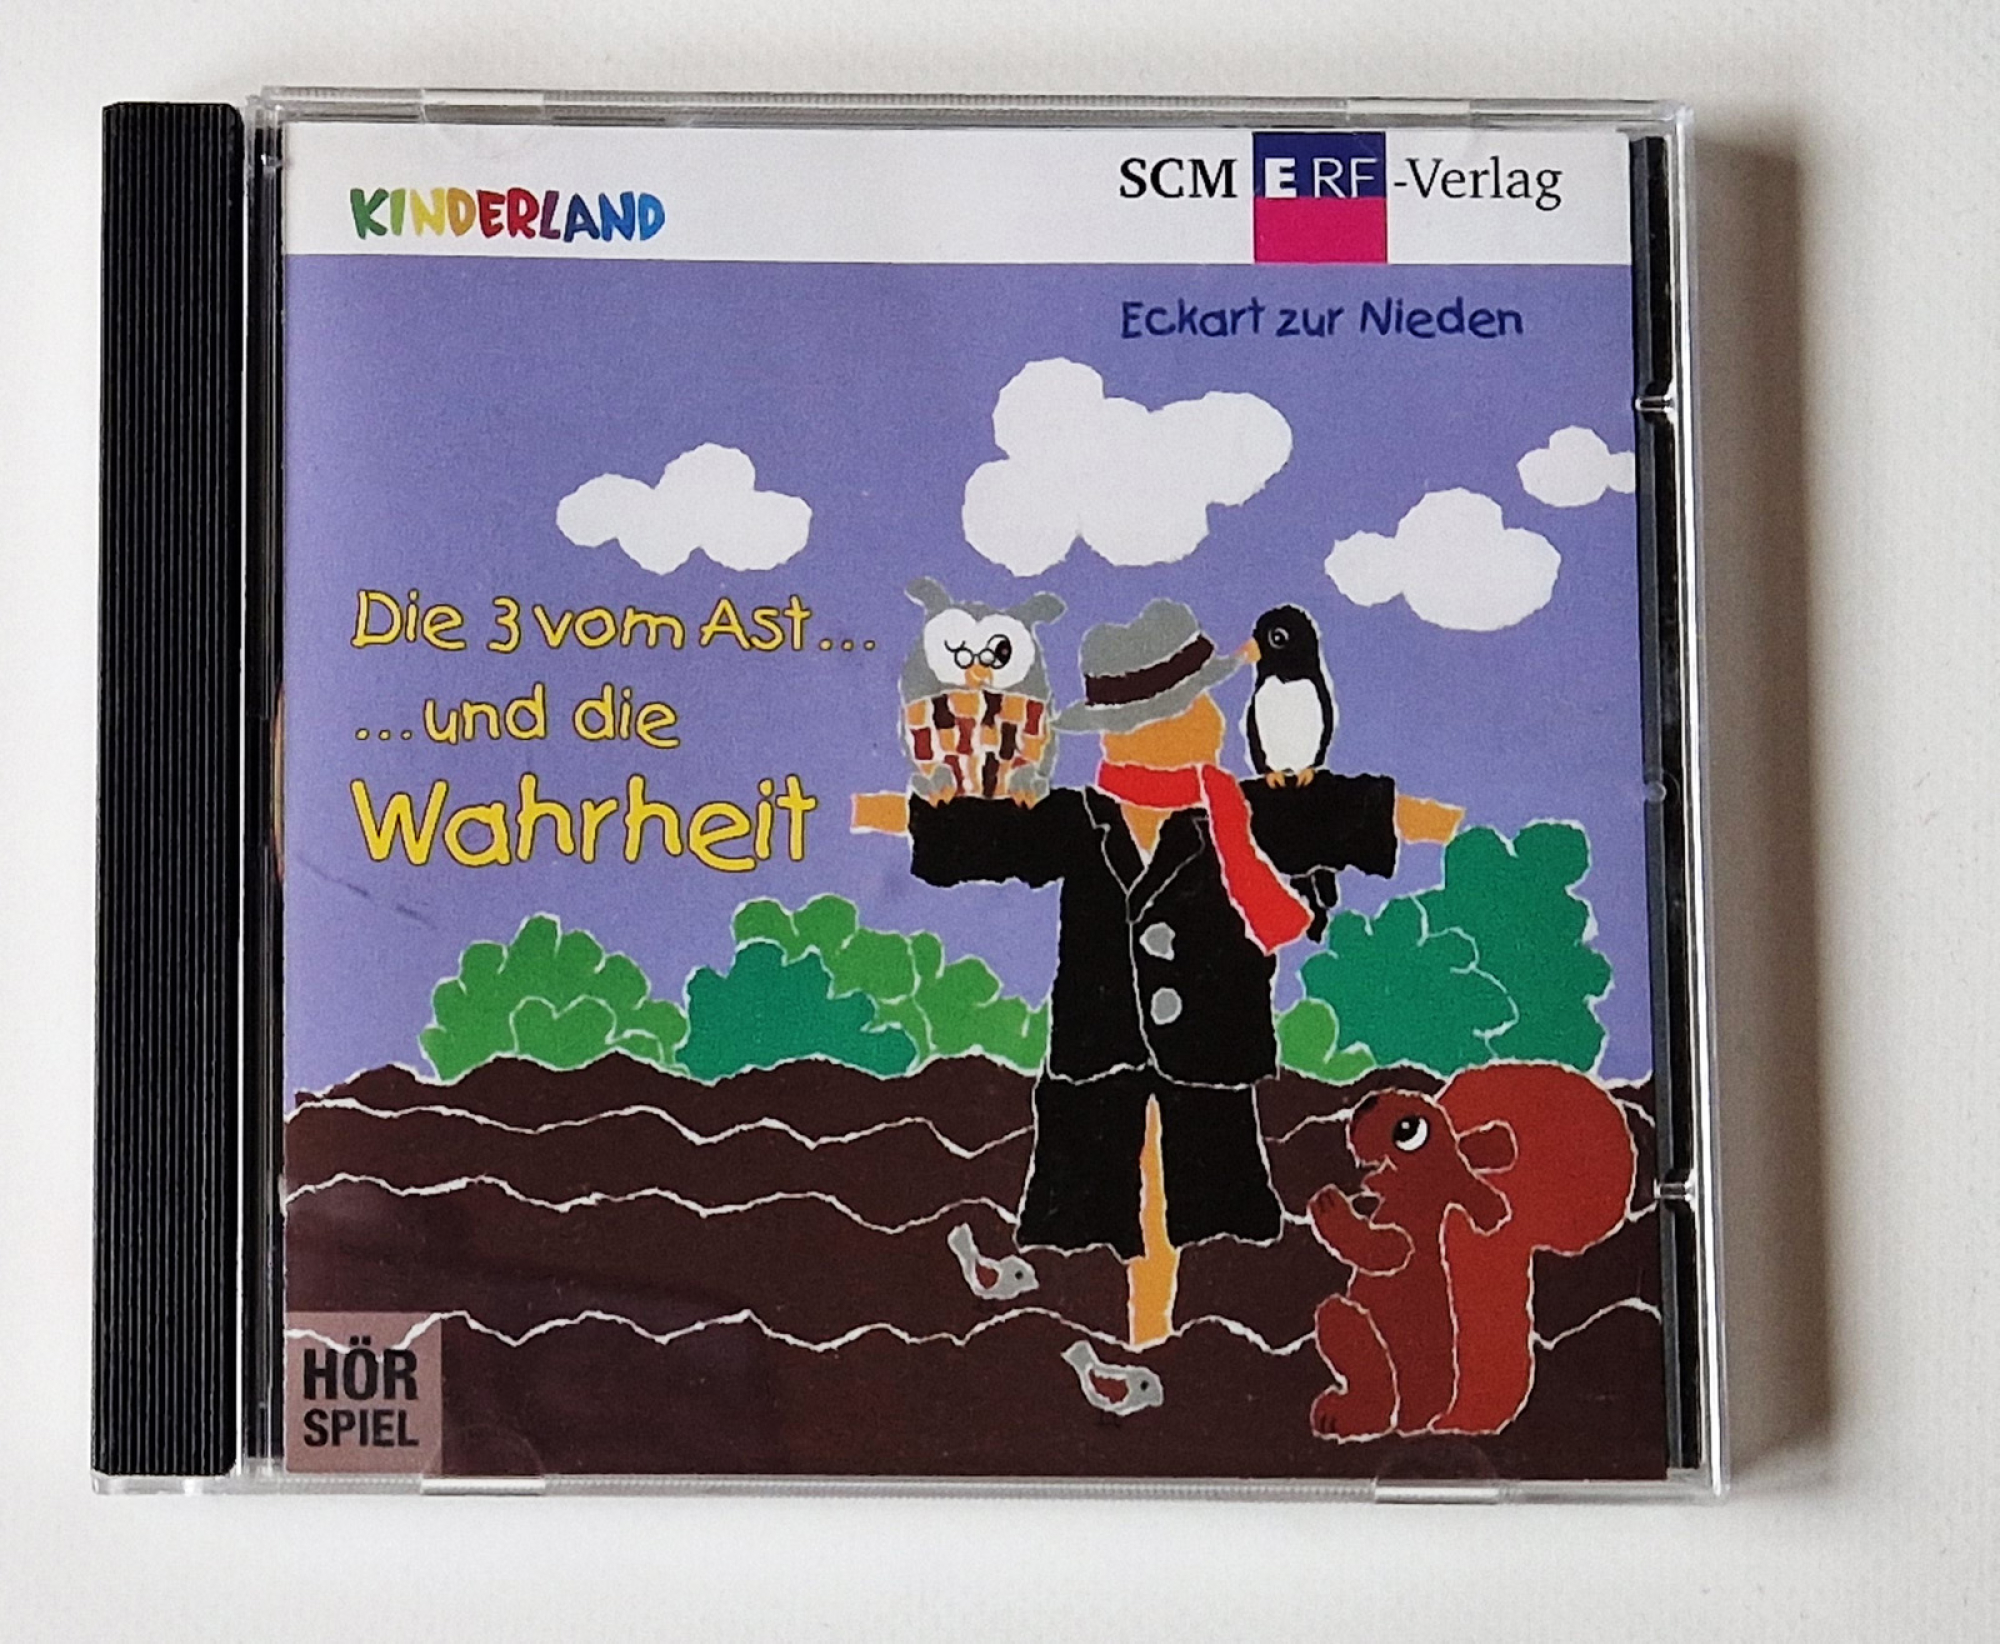 KINDERLAND
SCM ERF-Verlag
Eckart zur Nieden
Die 3 vom Ast...
...und die
Wahrheit
HÖR
SPIEL